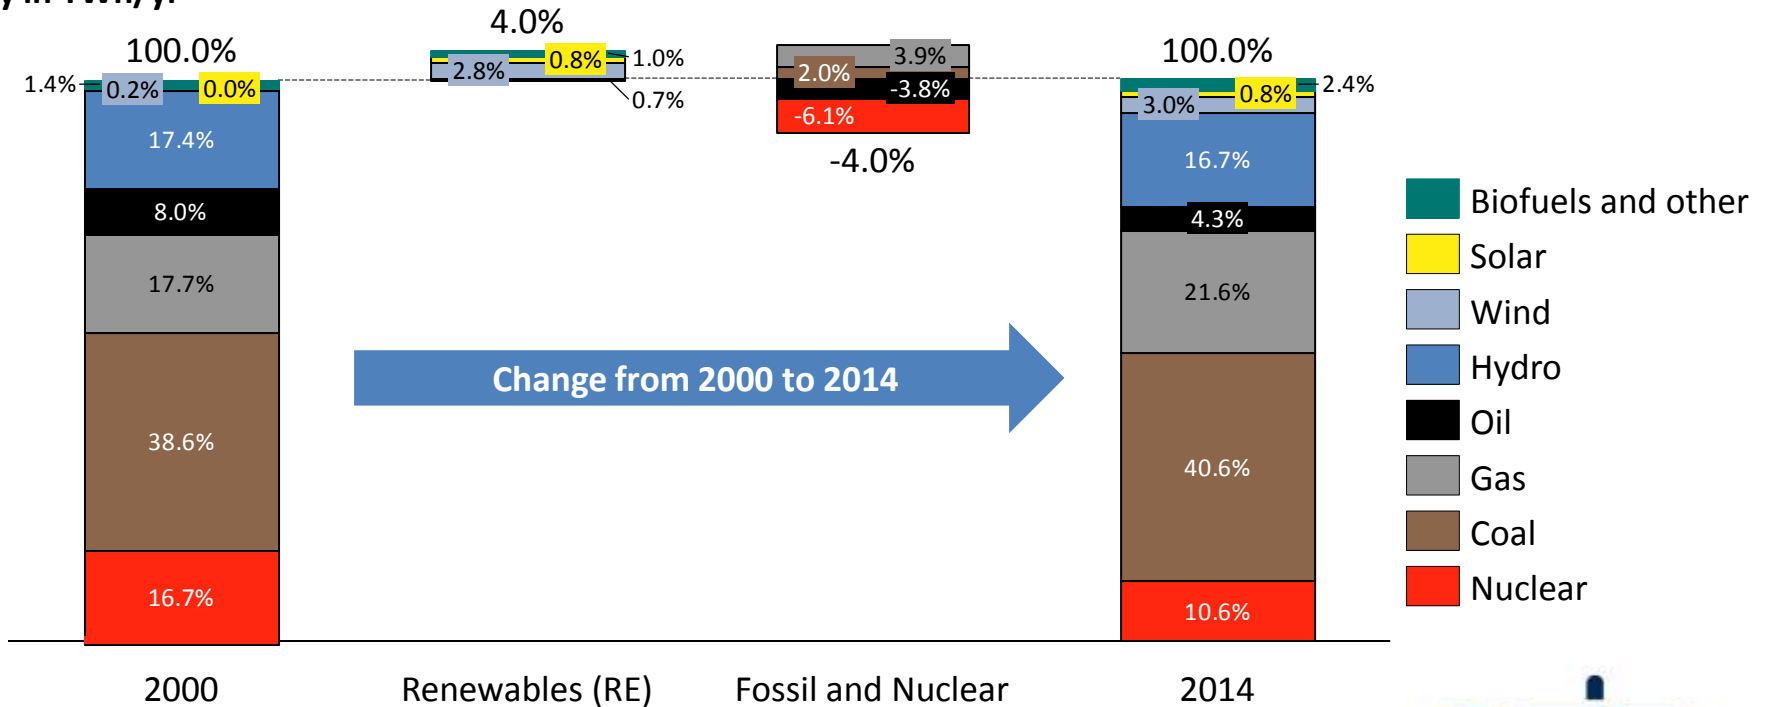 100.0%
1.4%
0.2%
0.0%
17.4%
8.0%
17.7%
38.6%
16.7%
4.0%
2.8%
0.8%
1.0%
0.7%
3.9%
2.0%
-3.8%
-6.1%
-4.0%
100.0%
3.0%
0.8%
2.4%
16.7%
4.3%
21.6%
40.6%
10.6%
Change from 2000 to 2014
Biofuels and other
Solar
Wind
Hydro
Oil
Gas
Coal
Nuclear
2000
Renewables (RE)
Fossil and Nuclear
2014